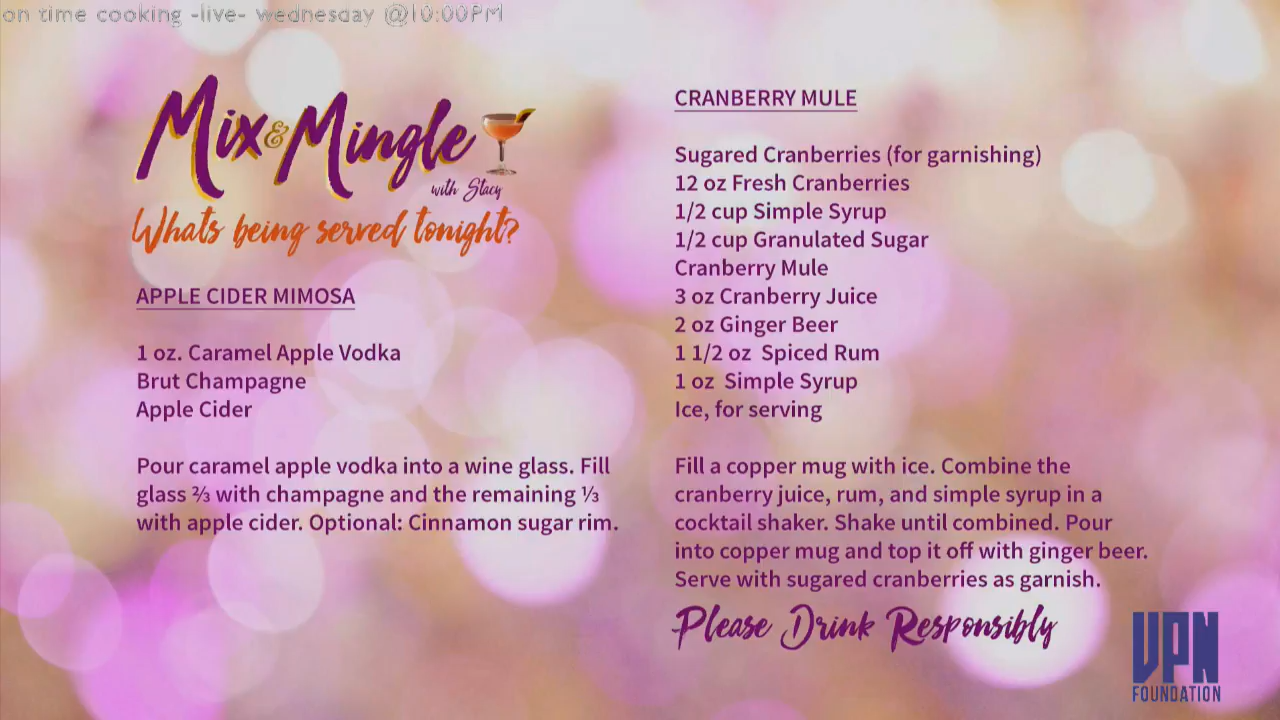 on time cooking -live- wednesday @10:00PM
Mix & Mingle
with Stacy
Whats being served tonight?
APPLE CIDER MIMOSA
1 oz. Caramel Apple Vodka
Brut Champagne
Apple Cider
Pour caramel apple vodka into a wine glass. Fill
glass ⅔ with champagne and the remaining ⅓
with apple cider. Optional: Cinnamon sugar rim.
CRANBERRY MULE
Sugared Cranberries (for garnishing)
12 oz Fresh Cranberries
1/2 cup Simple Syrup
1/2 cup Granulated Sugar
Cranberry Mule
3 oz Cranberry Juice
2 oz Ginger Beer
1 1/2 oz  Spiced Rum
1 oz  Simple Syrup
Ice, for serving
Fill a copper mug with ice. Combine the
cranberry juice, rum, and simple syrup in a
cocktail shaker. Shake until combined. Pour
into copper mug and top it off with ginger beer.
Serve with sugared cranberries as garnish.
Please Drink Responsibly
VPN
FOUNDATION